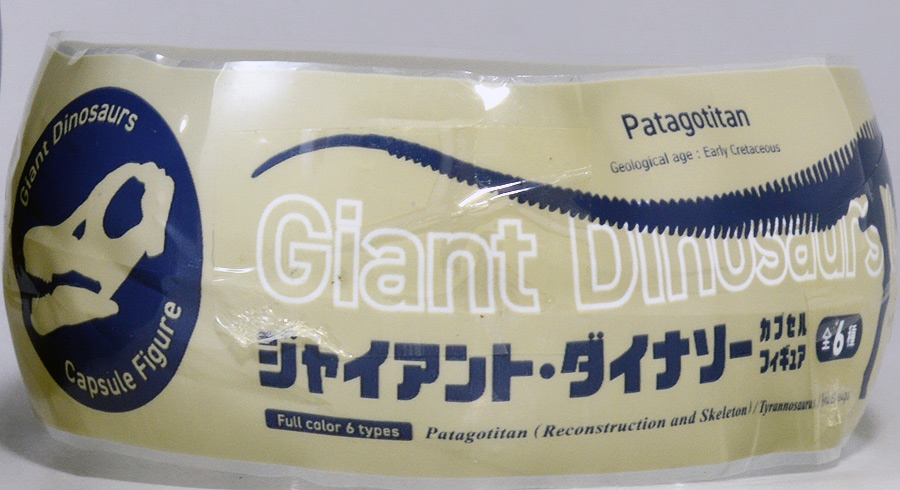 Giant Dinosaurs
Capsule Figure
Patagotitan
Geological age : Early Cretaceous
Giant Dinosaurs
ジャイアント・ダイナソー
カプセル
フィギュア
全6種
Full color 6 types
Patagotitan (Reconstruction and Skeleton) / Tyrannosaurus